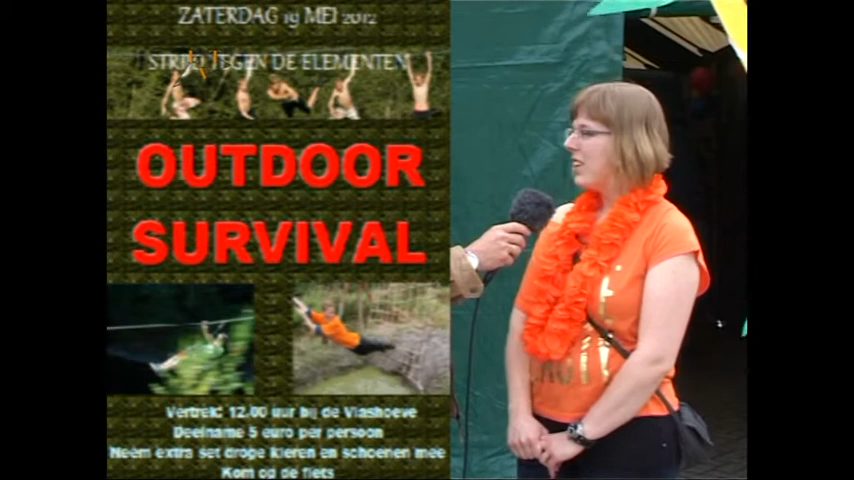 ZATERDAG 19 MEI 2012
STRIJD TEGEN DE ELEMENTEN
OUTDOOR
SURVIVAL
Vertrek: 12.00 uur bij de Vlashoeve
Deelname 5 euro per persoon
Neem extra set droge kleren en schoenen mee
Kom op de fiets